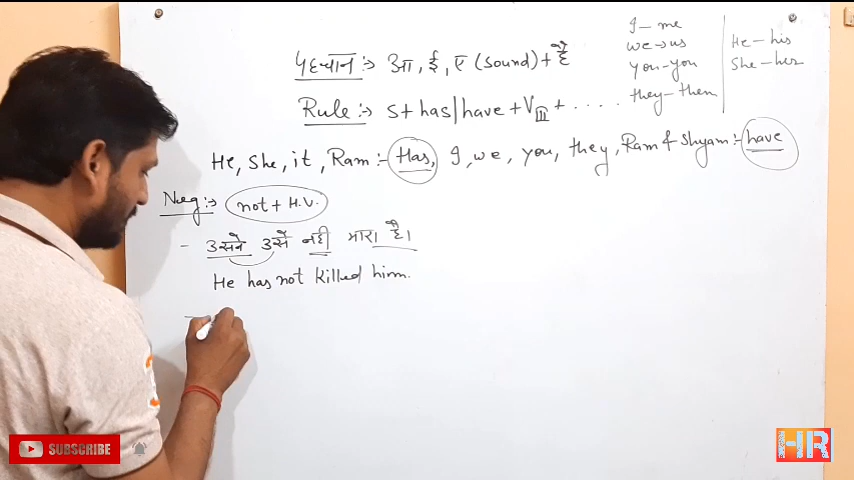 पहचान :→ आ, ई, ए (sound) + है
Rule :→ S + has/have + VIII + ....
He, She, it, Ram :- Has, I, we, you, they, Ram & Shyam :- have
Neg :→ not + H.V.
- उसने उसे नही मारा है।
He has not killed him.
I – me
we → us
You – you
they – then
He – his
She – her
SUBSCRIBE
HR